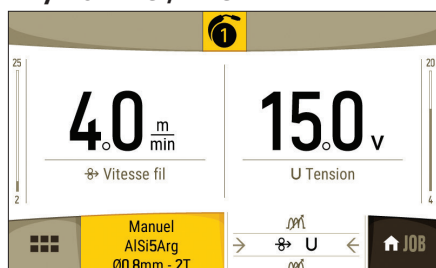 1
25
20
4.0 m/min
15.0 V
Vitesse fil
U Tension
2
4
Manuel
AlSi5Arg
Ø0.8mm - 2T
U
JOB